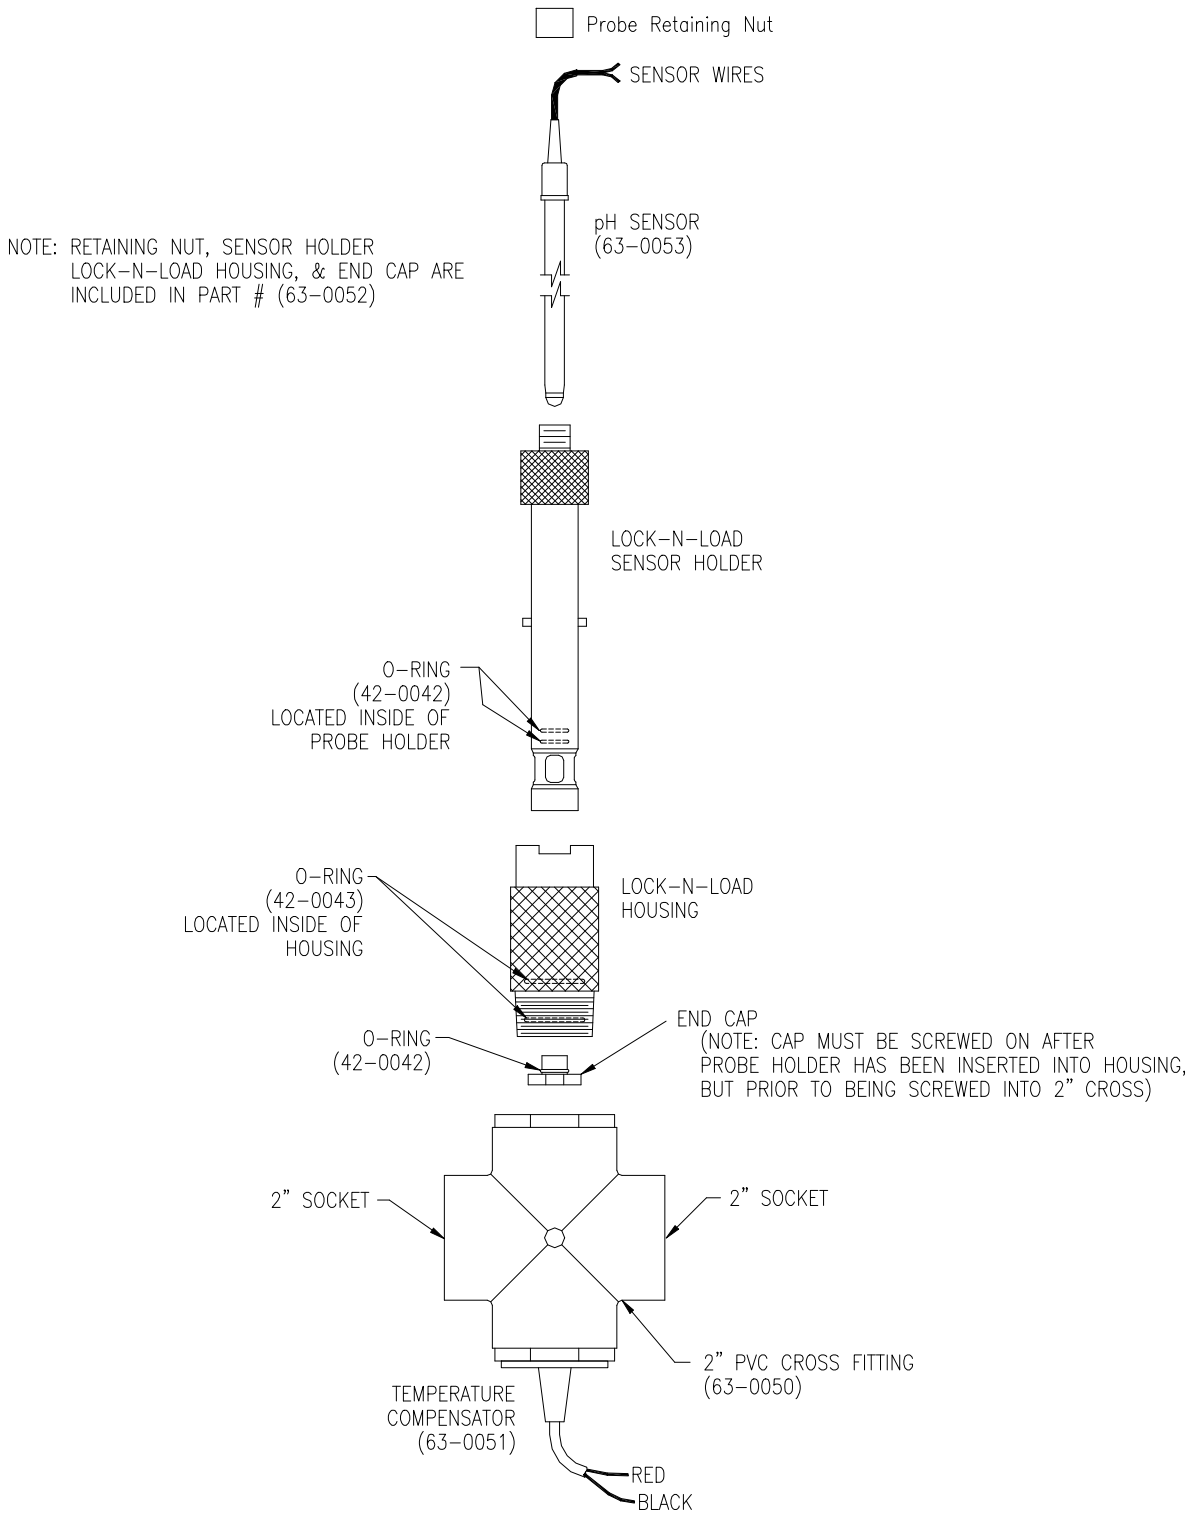 Probe Retaining Nut
SENSOR WIRES
pH SENSOR
(63-0053)
NOTE: RETAINING NUT, SENSOR HOLDER
LOCK-N-LOAD HOUSING, & END CAP ARE
INCLUDED IN PART # (63-0052)
LOCK-N-LOAD
SENSOR HOLDER
O-RING
(42-0042)
LOCATED INSIDE OF
PROBE HOLDER
O-RING
(42-0043)
LOCATED INSIDE OF
HOUSING
LOCK-N-LOAD
HOUSING
O-RING
(42-0042)
END CAP
(NOTE: CAP MUST BE SCREWED ON AFTER
PROBE HOLDER HAS BEEN INSERTED INTO HOUSING,
BUT PRIOR TO BEING SCREWED INTO 2” CROSS)
2” SOCKET
2” SOCKET
2” PVC CROSS FITTING
(63-0050)
TEMPERATURE
COMPENSATOR
(63-0051)
RED
BLACK